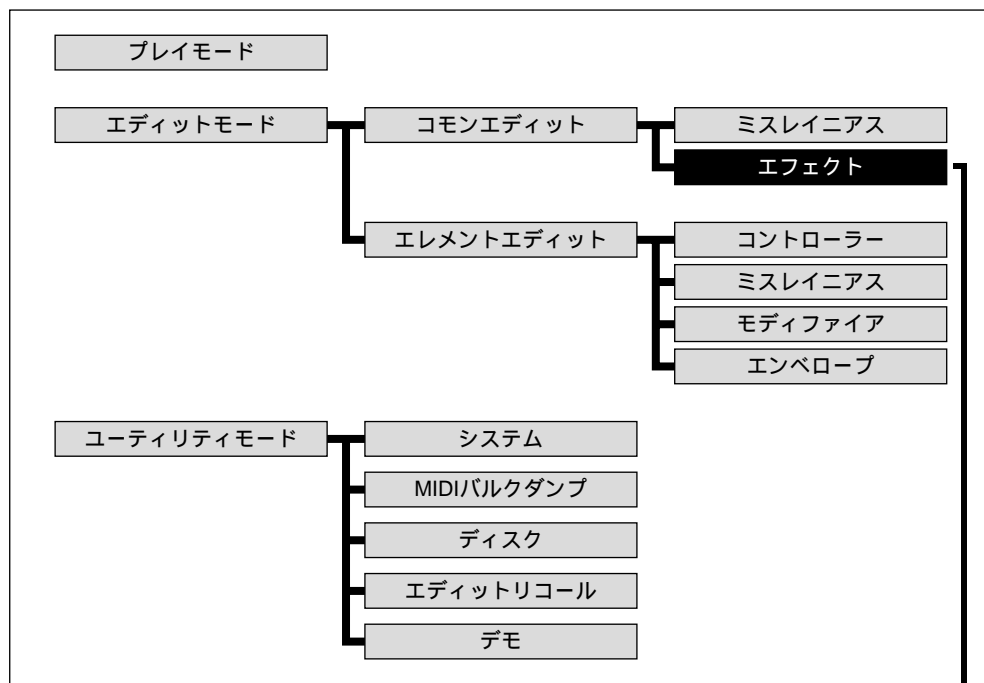 プレイモード
エディットモード
コモンエディット
ミスレイニアス
エフェクト
エレメントエディット
コントローラー
ミスレイニアス
モディファイア
エンベロープ
ユーティリティモード
システム
MIDIバルクダンプ
ディスク
エディットリコール
デモ